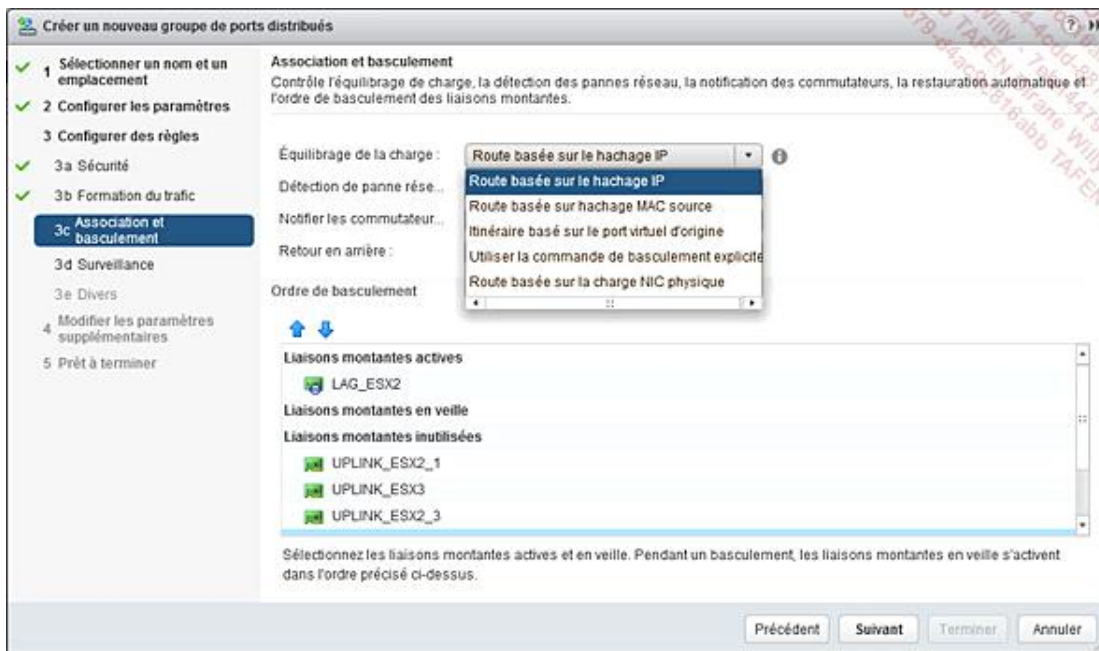 Créer un nouveau groupe de ports distribués
1 Sélectionner un nom et un
emplacement
2 Configurer les paramètres
3 Configurer des règles
3a Sécurité
3b Formation du trafic
3c Association et
basculement
3d Surveillance
3e Divers
4 Modifier les paramètres
supplémentaires
5 Prêt à terminer
Association et basculement
Contrôle l'équilibrage de charge, la détection des pannes réseau, la notification des commutateurs, la restauration automatique et
l'ordre de basculement des liaisons montantes.
Équilibrage de la charge :
Route basée sur le hachage IP
Route basée sur le hachage IP
Route basée sur hachage MAC source
Itinéraire basé sur le port virtuel d'origine
Utiliser la commande de basculement explicite
Route basée sur la charge NIC physique
Détection de panne rése...
Notifier les commutateur...
Retour en arrière :
Ordre de basculement
Liaisons montantes actives
LAG_ESX2
Liaisons montantes en veille
Liaisons montantes inutilisées
UPLINK_ESX2_1
UPLINK_ESX3
UPLINK_ESX2_3
Sélectionnez les liaisons montantes actives et en veille. Pendant un basculement, les liaisons montantes en veille s'activent
dans l'ordre précisé ci-dessus.
Précédent
Suivant
Terminer
Annuler